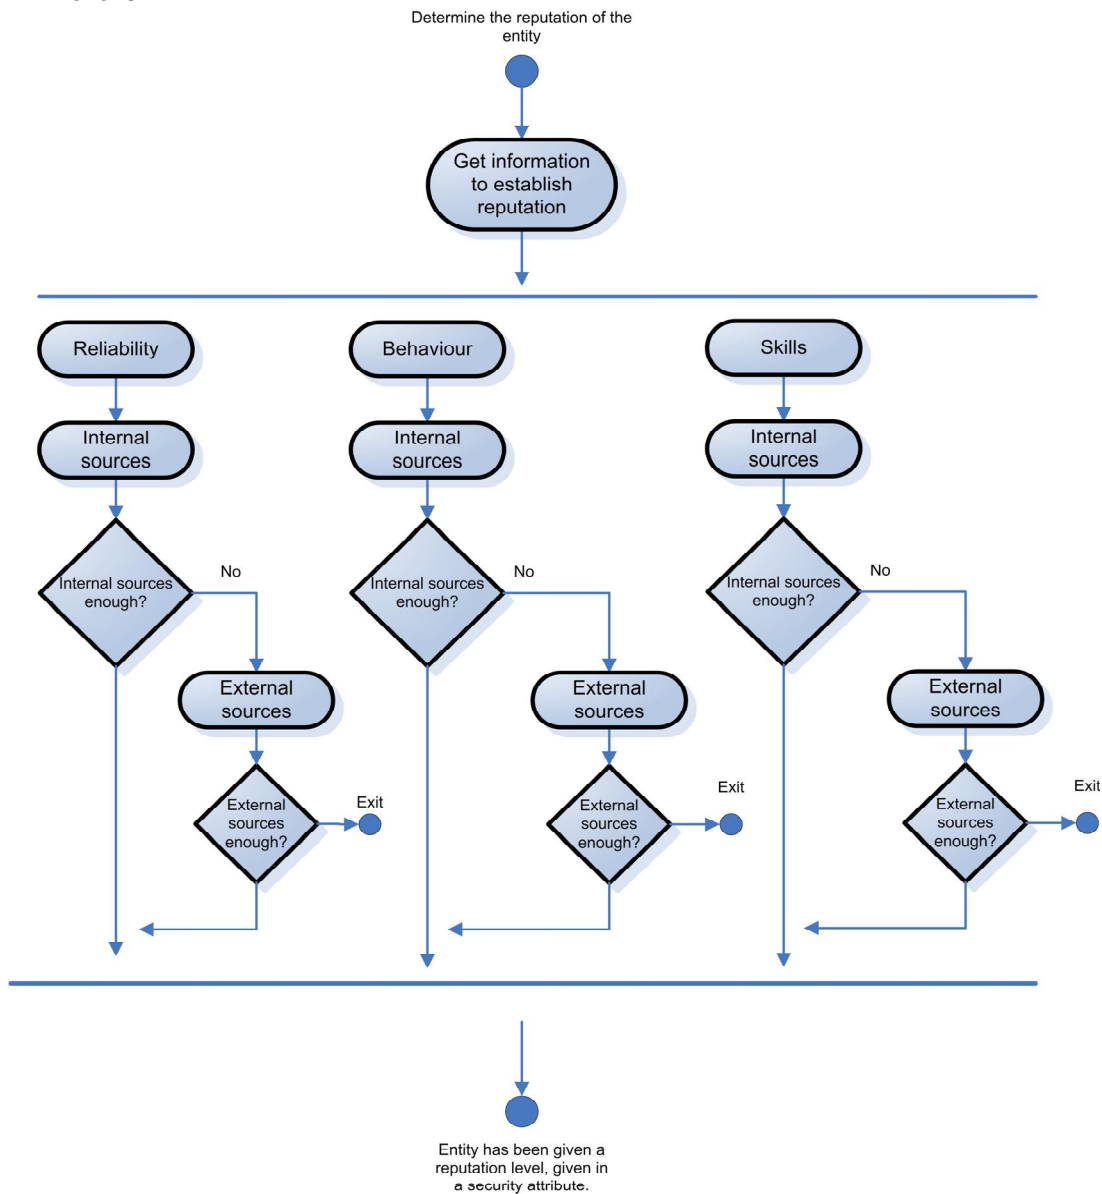 Determine the reputation of the
entity
Get information
to establish
reputation
Reliability
Behaviour
Skills
Internal
sources
Internal
sources
Internal
sources
Internal sources
enough?
No
Internal sources
enough?
No
Internal sources
enough?
No
External
sources
External
sources
External
sources
External
sources
enough?
Exit
External
sources
enough?
Exit
External
sources
enough?
Exit
Entity has been given a
reputation level, given in
a security attribute.